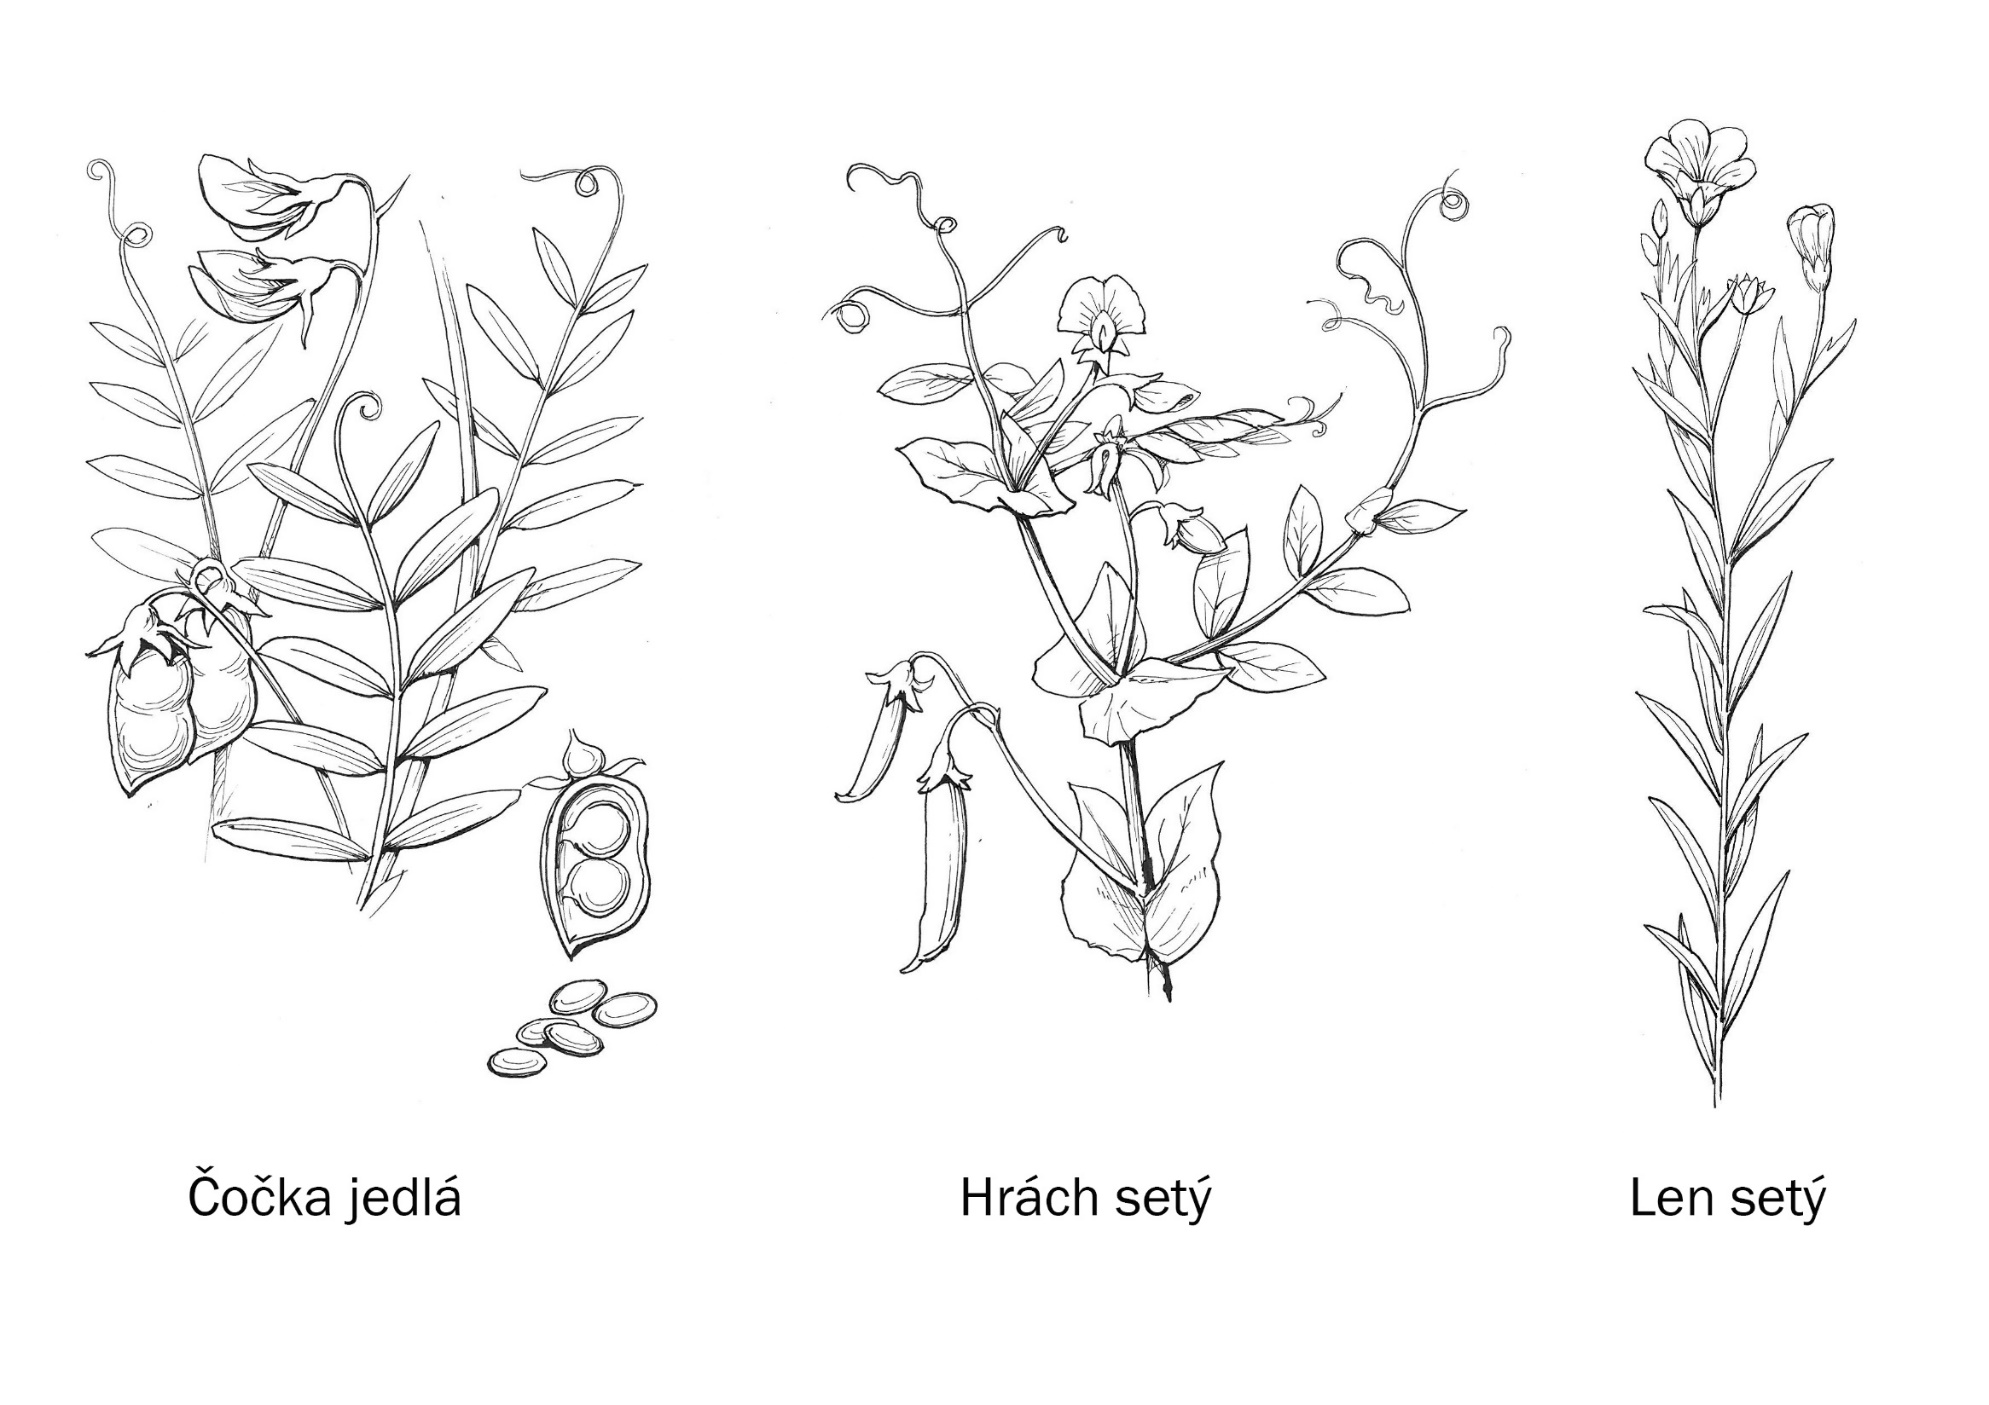 Čočka jedlá
Hrách setý
Len setý